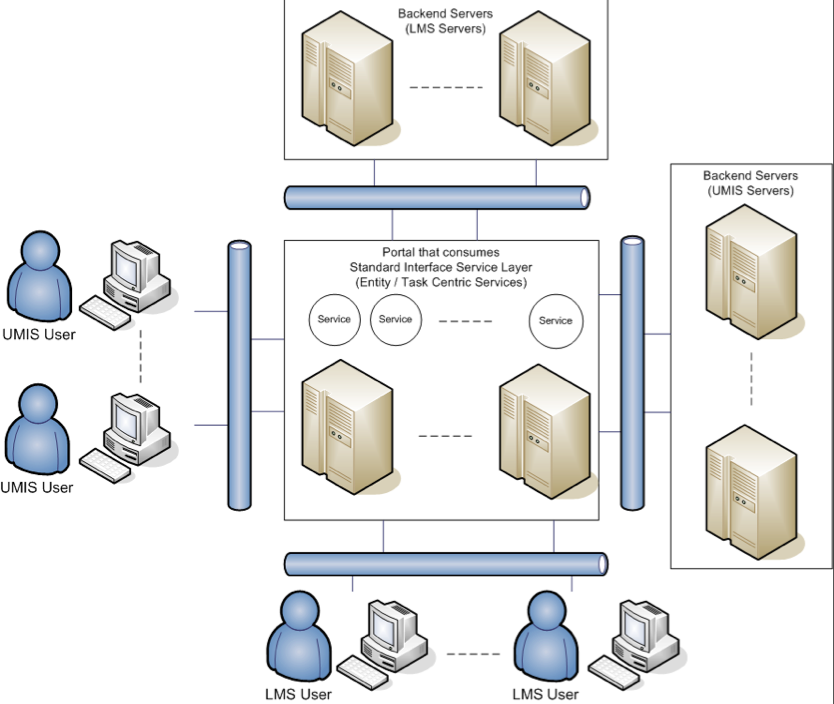 Backend Servers
(LMS Servers)
Backend Servers
(UMIS Servers)
Portal that consumes
Standard Interface Service Layer
(Entity / Task Centric Services)
Service
Service
Service
UMIS User
UMIS User
LMS User
LMS User